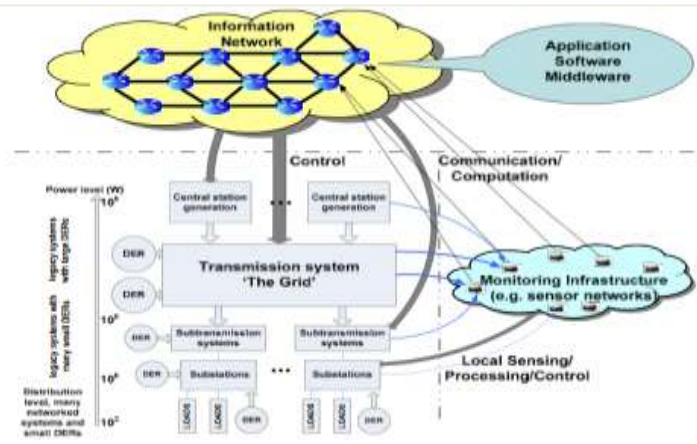 Information
Network
Application
Software
Middleware
Control
Communication/
Computation
Power level (W)
Central station
generation
Central station
generation
legacy systems
with large DERs
DER
DER
Transmission system
'The Grid'
Monitoring Infrastructure
(e.g. sensor networks)
legacy systems with
many small DERs
DER
Subtransmission
systems
Subtransmission
systems
DER
Substations
Substations
Local Sensing/
Processing/Control
Distribution
level, many
networked
systems and
small DERs
LOADS
LOADS
DER
LOADS
LOADS
DER